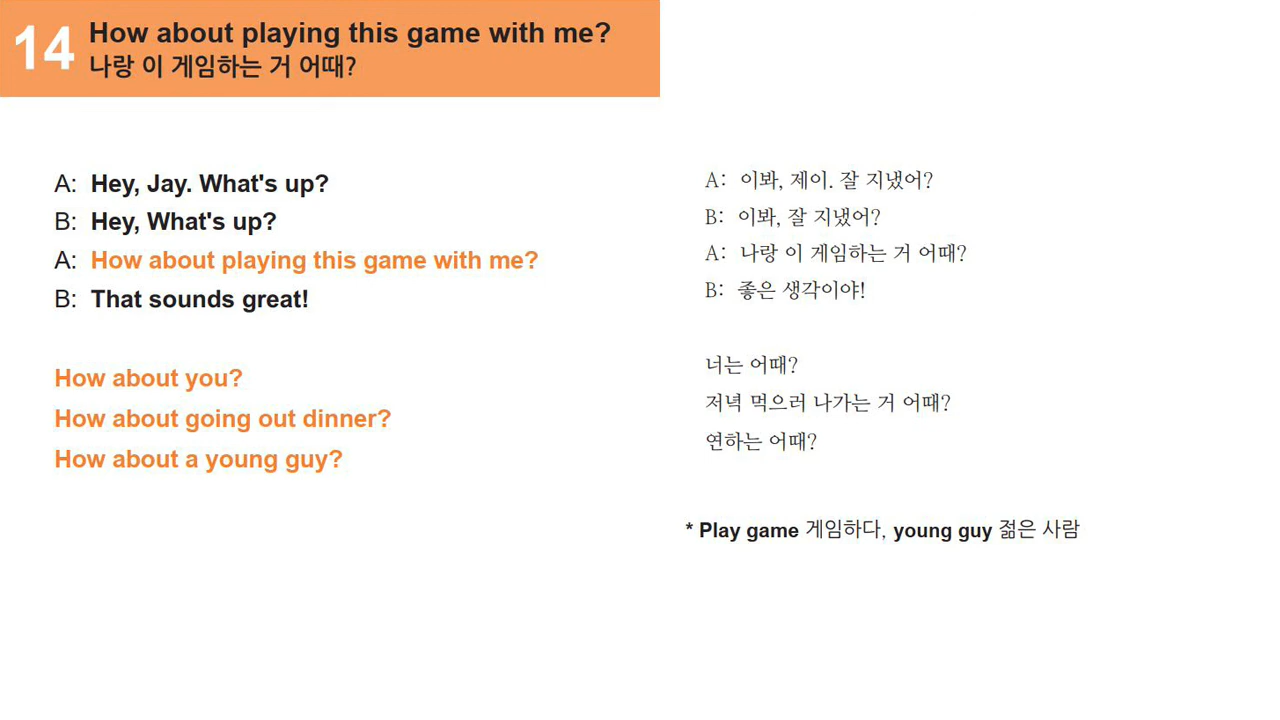 14
How about playing this game with me?
나랑 이 게임하는 거 어때?
A: Hey, Jay. What's up?
B: Hey, What's up?
A: How about playing this game with me?
B: That sounds great!
How about you?
How about going out dinner?
How about a young guy?
A: 이봐, 제이. 잘 지냈어?
B: 이봐, 잘 지냈어?
A: 나랑 이 게임하는 거 어때?
B: 좋은 생각이야!
너는 어때?
저녁 먹으러 나가는 거 어때?
연하는 어때?
* Play game 게임하다, young guy 젊은 사람